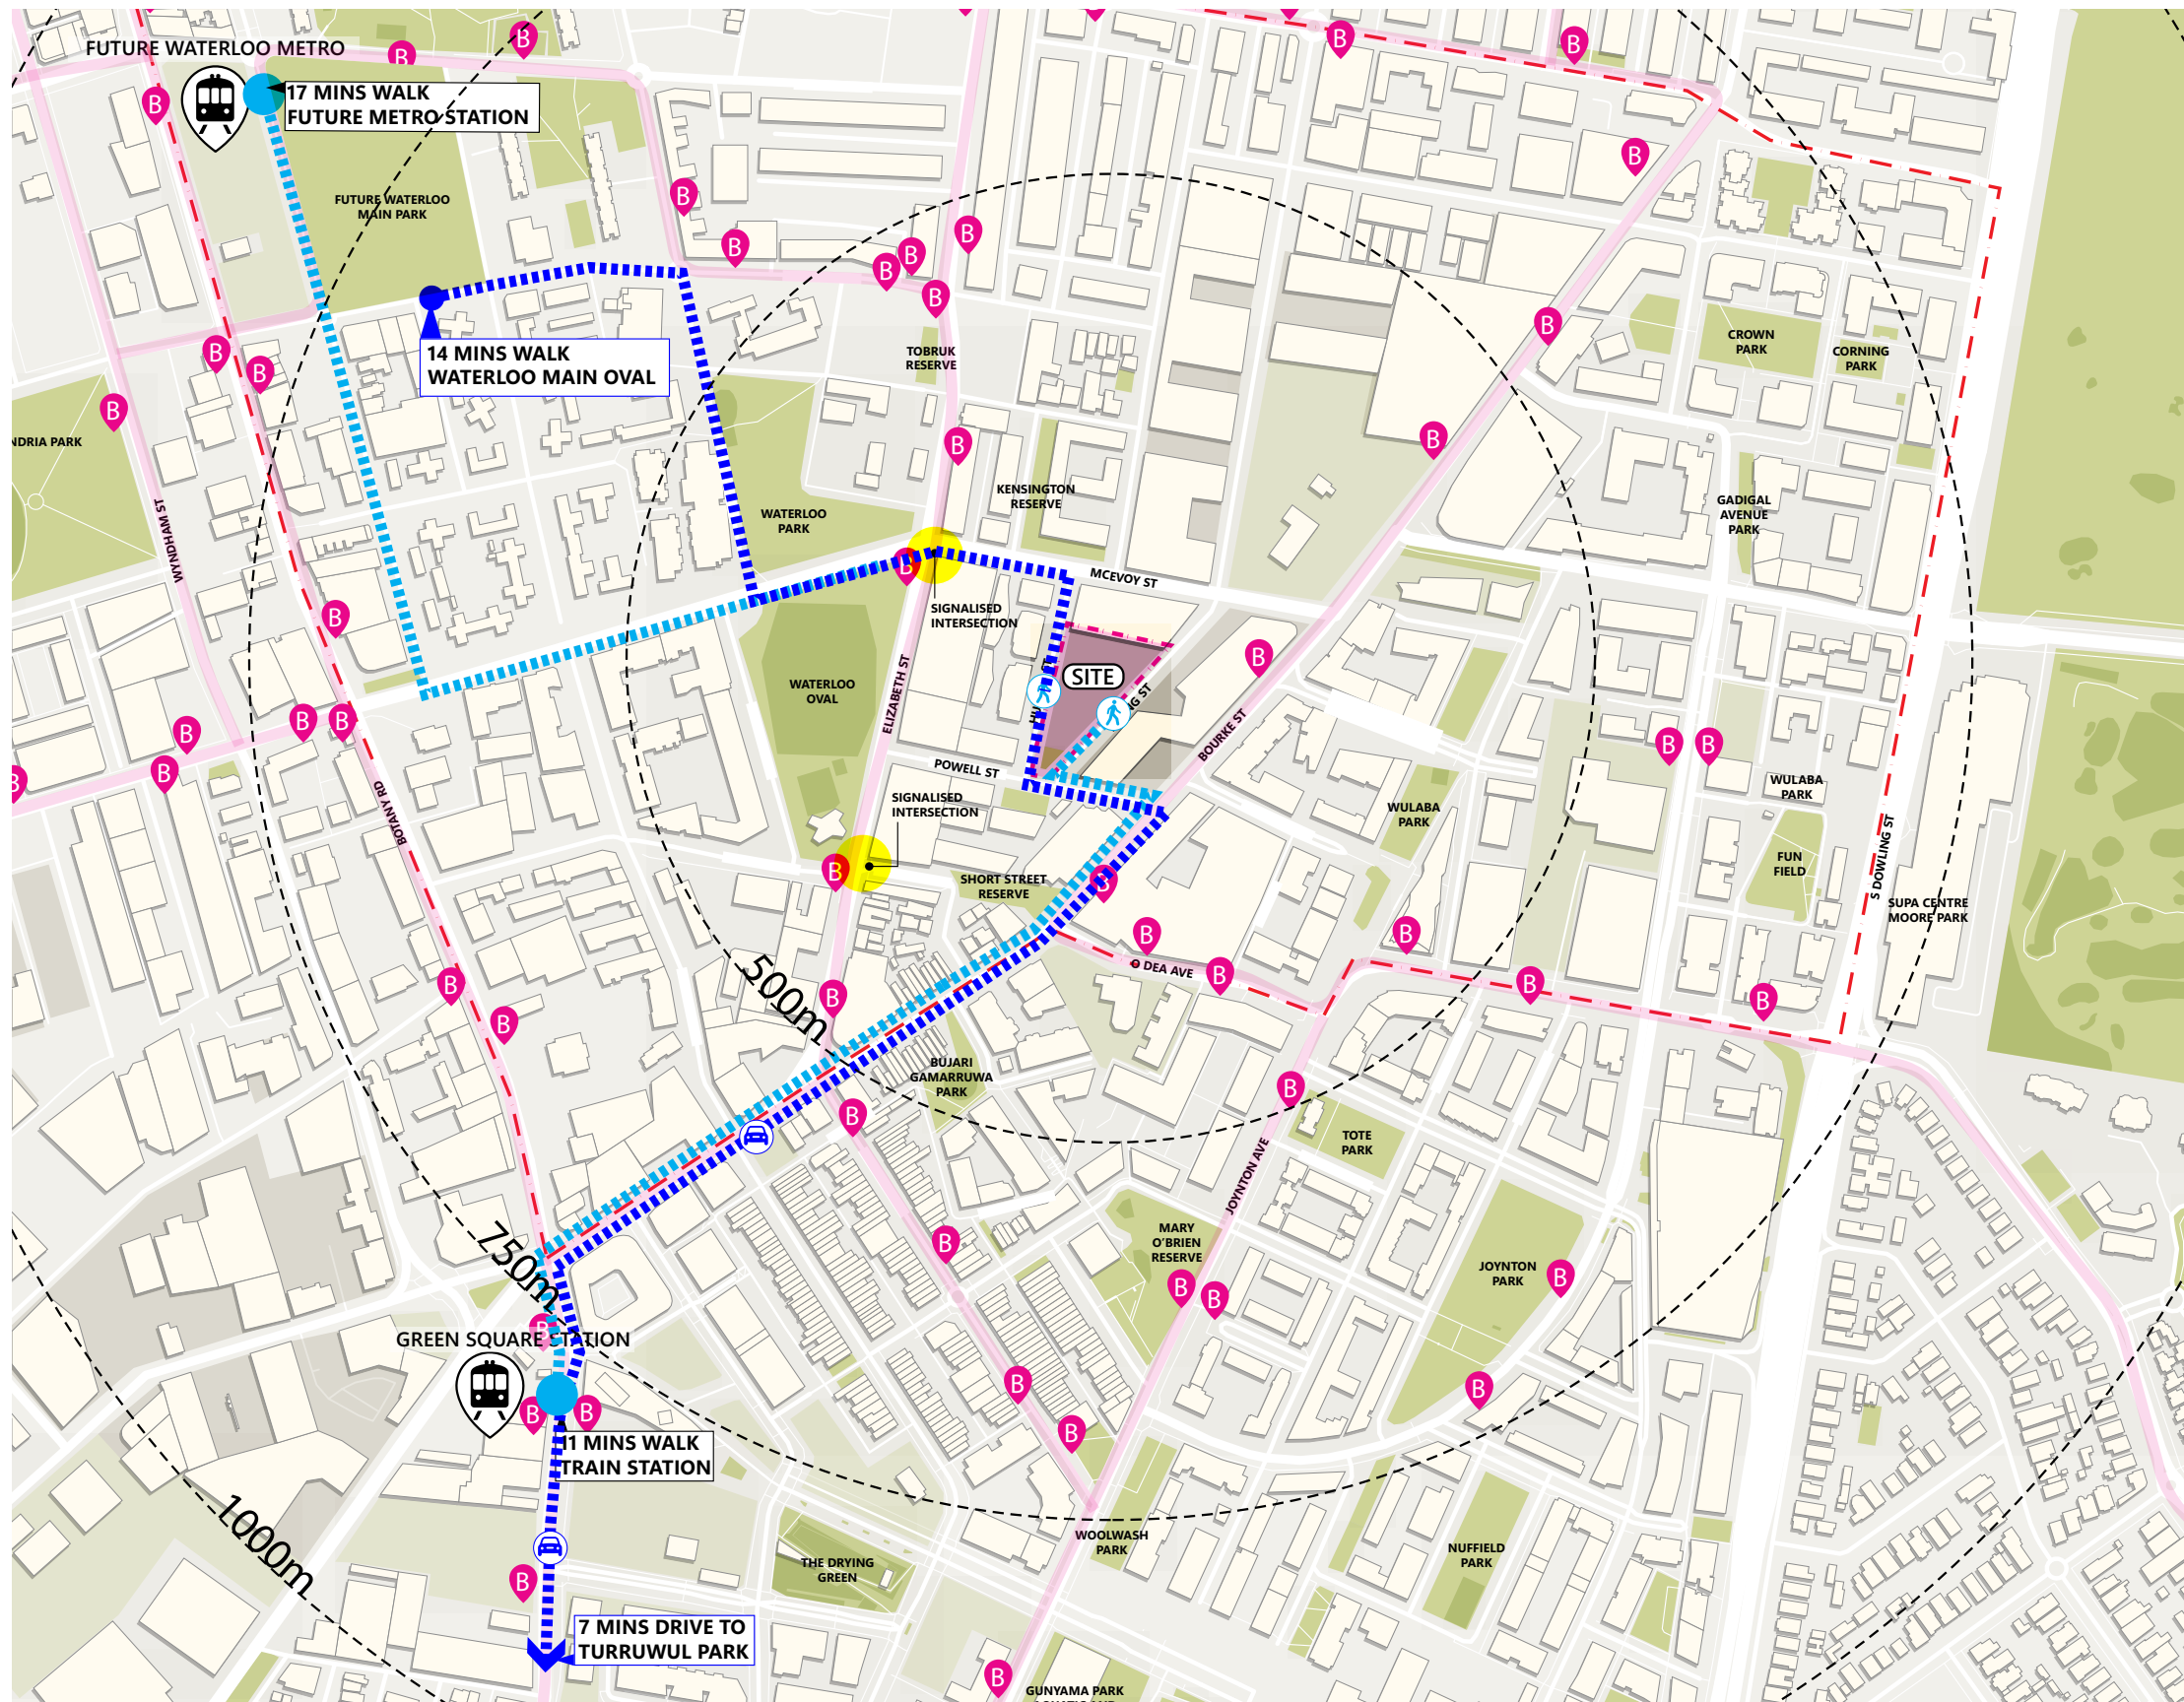 FUTURE WATERLOO METRO
17 MINS WALK
FUTURE METRO STATION
FUTURE WATERLOO
MAIN PARK
14 MINS WALK
WATERLOO MAIN OVAL
TOBRUK
RESERVE
CROWN
PARK
CORNING
PARK
NDRIA PARK
WYNDHAM ST
WATERLOO
PARK
KENSINGTON
RESERVE
GADIGAL
AVENUE
PARK
MCEVOY ST
SIGNALISED
INTERSECTION
SITE
WATERLOO
OVAL
ELIZABETH ST
NG ST
BOURKE ST
POWELL ST
SIGNALISED
INTERSECTION
BOTANY RD
WULABA
PARK
WULABA
PARK
FUN
FIELD
S DOWLING ST
SUPA CENTRE
MOORE PARK
SHORT STREET
RESERVE
O DEA AVE
500m
BUJARI
GAMARRUWA
PARK
TOTE
PARK
JOYNTON AVE
MARY
O'BRIEN
RESERVE
JOYNTON
PARK
750m
GREEN SQUARE STATION
11 MINS WALK
TRAIN STATION
1000m
WOOLWASH
PARK
NUFFIELD
PARK
THE DRYING
GREEN
7 MINS DRIVE TO
TURRUWUL PARK
GUNYAMA PARK